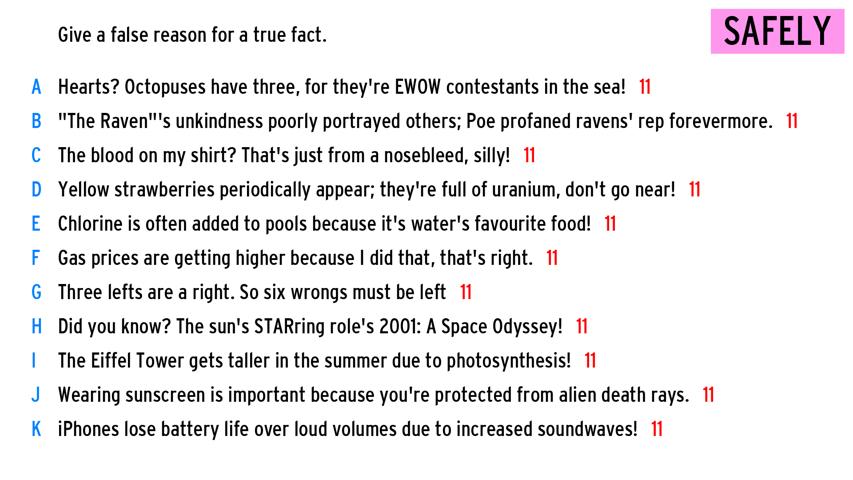 Give a false reason for a true fact.
SAFELY
A Hearts? Octopuses have three, for they're EWOW contestants in the sea! 11
B "The Raven"'s unkindness poorly portrayed others; Poe profaned ravens' rep forevermore. 11
C The blood on my shirt? That's just from a nosebleed, silly! 11
D Yellow strawberries periodically appear; they're full of uranium, don't go near! 11
E Chlorine is often added to pools because it's water's favourite food! 11
F Gas prices are getting higher because I did that, that's right. 11
G Three lefts are a right. So six wrongs must be left 11
H Did you know? The sun's STARring role's 2001: A Space Odyssey! 11
I The Eiffel Tower gets taller in the summer due to photosynthesis! 11
J Wearing sunscreen is important because you're protected from alien death rays. 11
K iPhones lose battery life over loud volumes due to increased soundwaves! 11